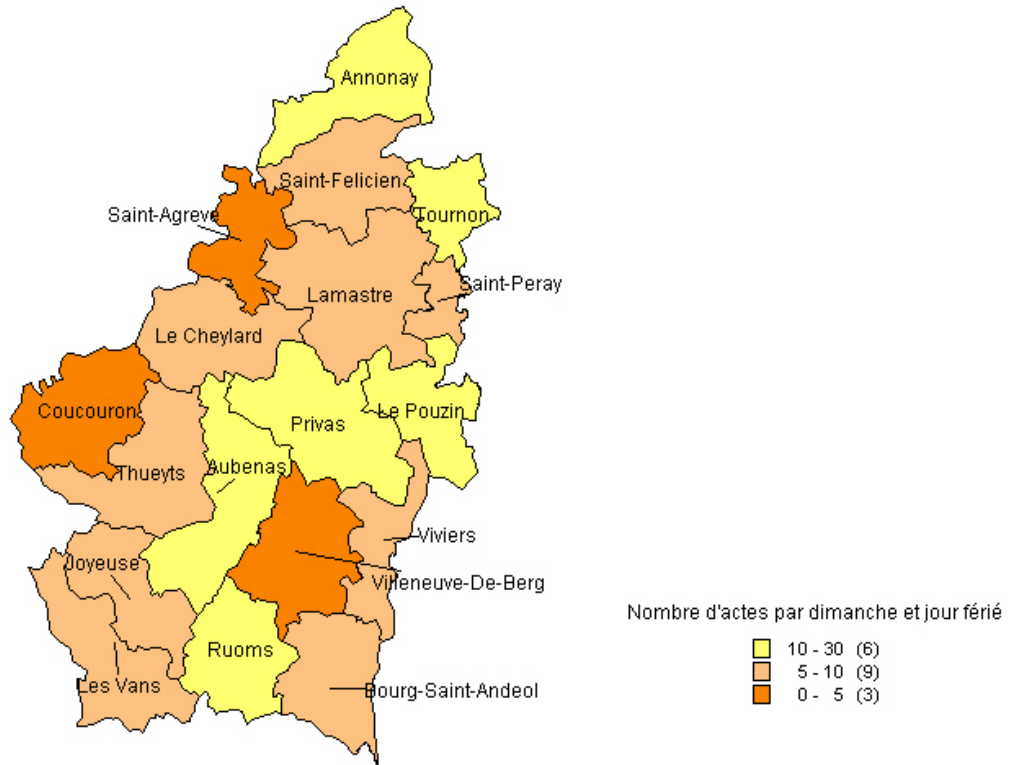 Annonay
Saint-Felicien
Saint-Agreve
Tournon
Saint-Peray
Lamastre
Le Cheylard
Coucouron
Le Pouzin
Privas
Thueyts
Aubenas
Viviers
Joyeuse
Villeneuve-De-Berg
Ruoms
Les Vans
Bourg-Saint-Andeol
Nombre d'actes par dimanche et jour férié
10 - 30 (6)
5 - 10 (9)
0 - 5 (3)